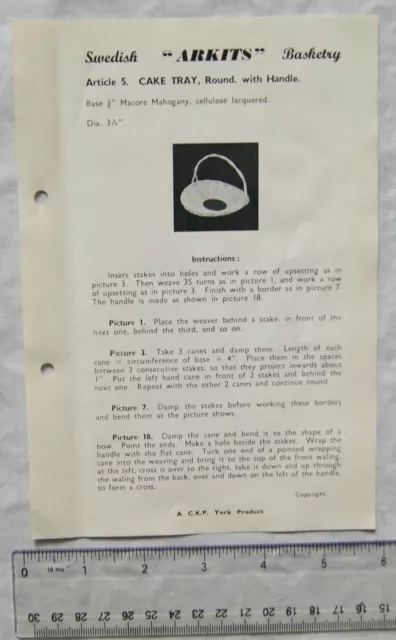 Swedish "ARKITS" Basketry
Article 5. CAKE TRAY, Round, with Handle.
Base Macore Mahogany, cellulose lacquered.
Dia.
Instructions :
Insert stakes into holes and work a row of upsetting as in
picture 3. Then weave 35 turns as in picture 1, and work a row
of upsetting as in picture 3. Finish with a border as in picture 7
The handle is made as shown in picture 18.
Picture 1. Place the weaver behind a stake, in front of the
next one, behind the third, and so on.
Picture 3. Take 3 canes and damp them. Length of each
cane = circumference of base + 4". Place them in the spaces
between 3 consecutive stakes, so that they project inwards about
1" Put the left hand cane in front of 2 stakes and behind the
next one. Repeat with the other 2 canes and continue round.
Picture 7. Damp the stakes before working these borders
and bend them as the picture shows.
Picture 18. Damp the cane and bend it to the shape of a
bow. Point the ends. Make a hole beside the stakes. Wrap the
handle with the flat cane. Tuck one end of a pointed wrapping
cane into the weaving and bring it to the top of the front waling,
at the left, cross it over to the right, take it down and up through
the waling from the back, over and down on the left of the handle,
to form a cross.
Copyright
A C.K.P. York Product
0 1 2 3 4 5 6
30 29 28 27 26 25 24 23 22 21 20 19 18 17 16 15